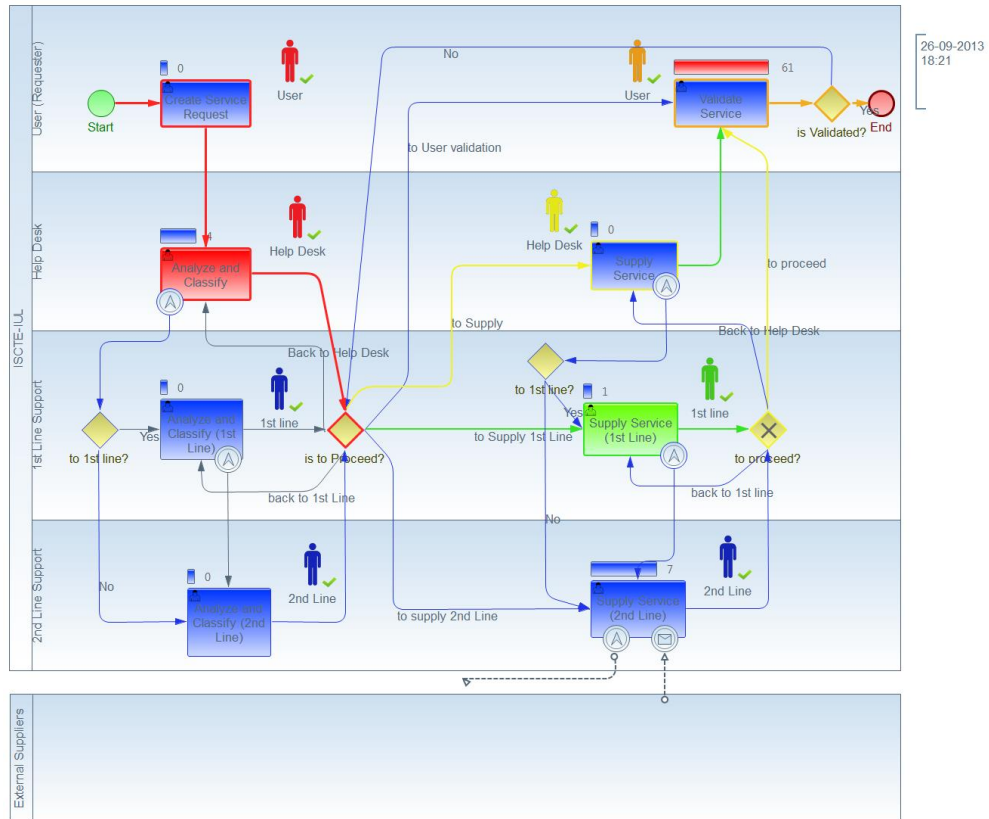 26-09-2013
18:21
ISCTE-IUL
User (Requester)
Start
0
Create Service
Request
User
No
User
61
Validate
Service
is Validated?
Yes
End
to User validation
Help Desk
4
Analyze and
Classify
Help Desk
Help Desk
0
Supply
Service
to proceed
to Supply
Back to Help Desk
Back to Help Desk
1st Line Support
to 1st line?
Yes
0
Analyze and
Classify (1st
Line)
1st line
is to Proceed?
back to 1st Line
to 1st line?
Yes
1
Supply Service
(1st Line)
1st line
to Supply 1st Line
to proceed?
back to 1st line
No
2nd Line Support
No
0
Analyze and
Classify (2nd
Line)
2nd Line
to supply 2nd Line
7
Supply Service
(2nd Line)
2nd Line
External Suppliers